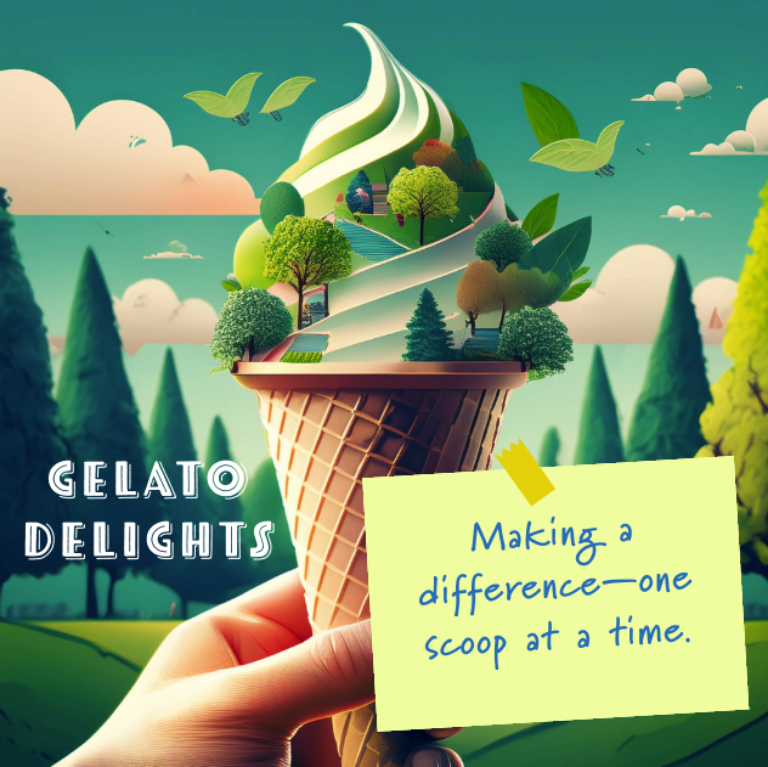 GELATO
DELIGHTS
Making a
difference—one
scoop at a time.